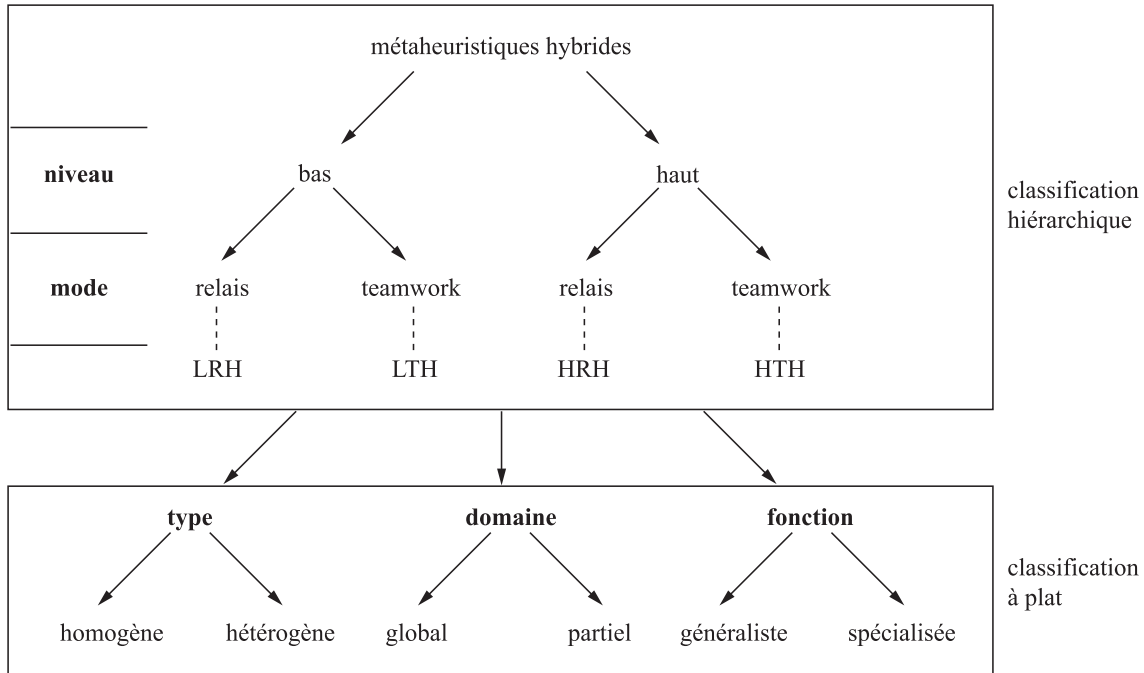 métaheuristiques hybrides
niveau
bas
haut
classification
hiérarchique
mode
relais
teamwork
relais
teamwork
LRH
LTH
HRH
HTH
type
domaine
fonction
classification
à plat
homogène
hétérogène
global
partiel
généraliste
spécialisée